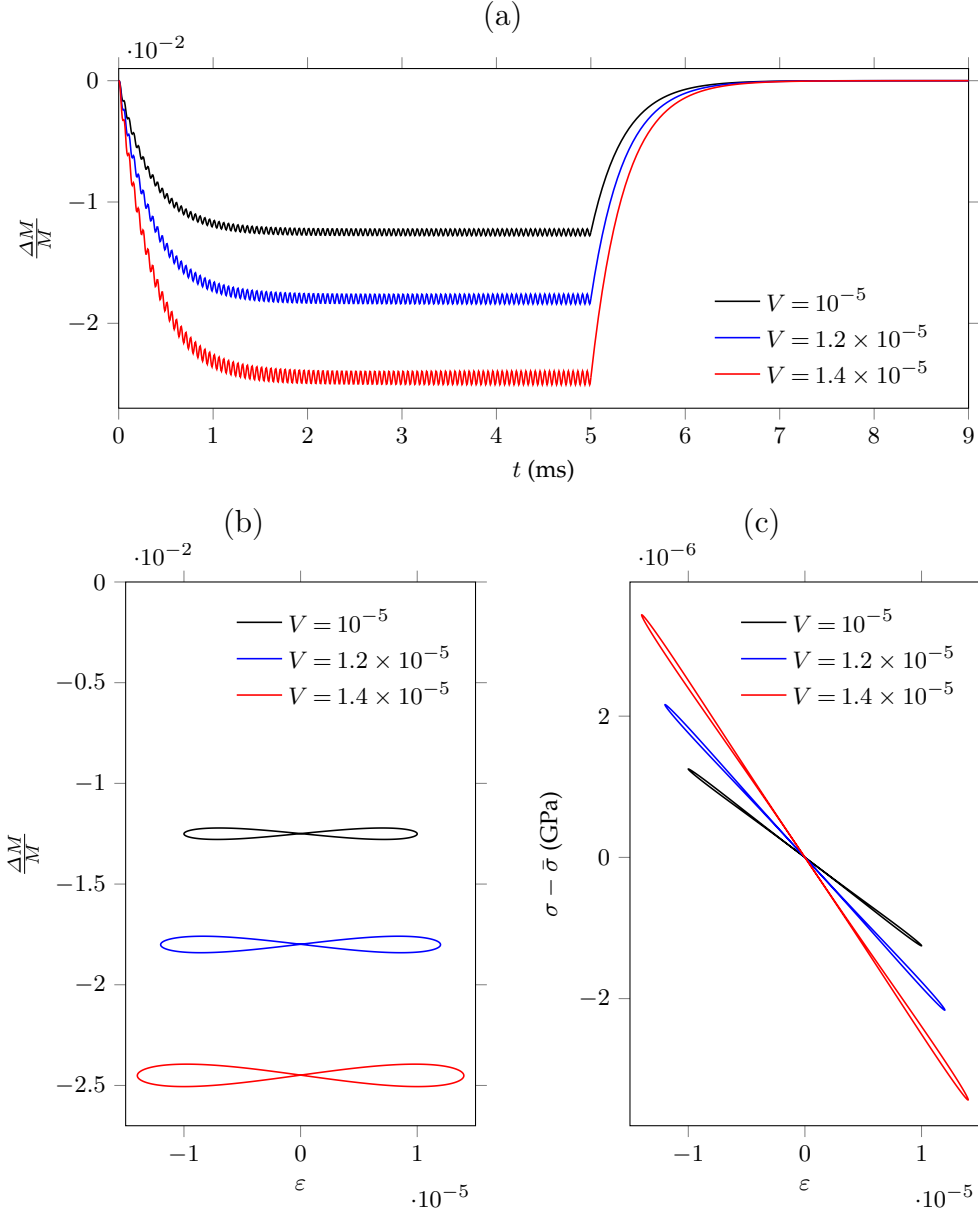 (a)
·10⁻²
0
−1
−2
ΔM/M
V = 10⁻⁵
V = 1.2 × 10⁻⁵
V = 1.4 × 10⁻⁵
0 1 2 3 4 5 6 7 8 9
t (ms)
(b)
·10⁻²
0
−0.5
−1
−1.5
−2
−2.5
ΔM/M
V = 10⁻⁵
V = 1.2 × 10⁻⁵
V = 1.4 × 10⁻⁵
−1 0 1
ε
·10⁻⁵
(c)
·10⁻⁶
2
0
−2
σ − σ̄ (GPa)
V = 10⁻⁵
V = 1.2 × 10⁻⁵
V = 1.4 × 10⁻⁵
−1 0 1
ε
·10⁻⁵